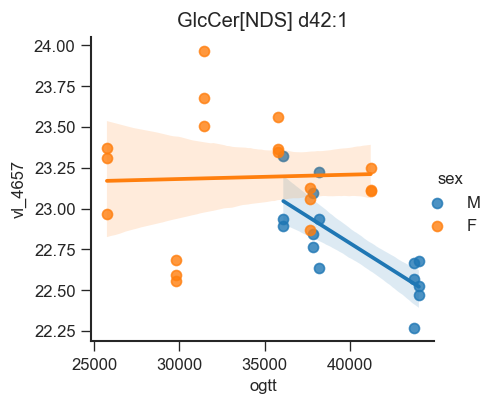 GlcCer[NDS] d42:1
24.00
23.75
23.50
23.25
23.00
22.75
22.50
22.25
vl_4657
25000 30000 35000 40000
ogtt
sex
M
F